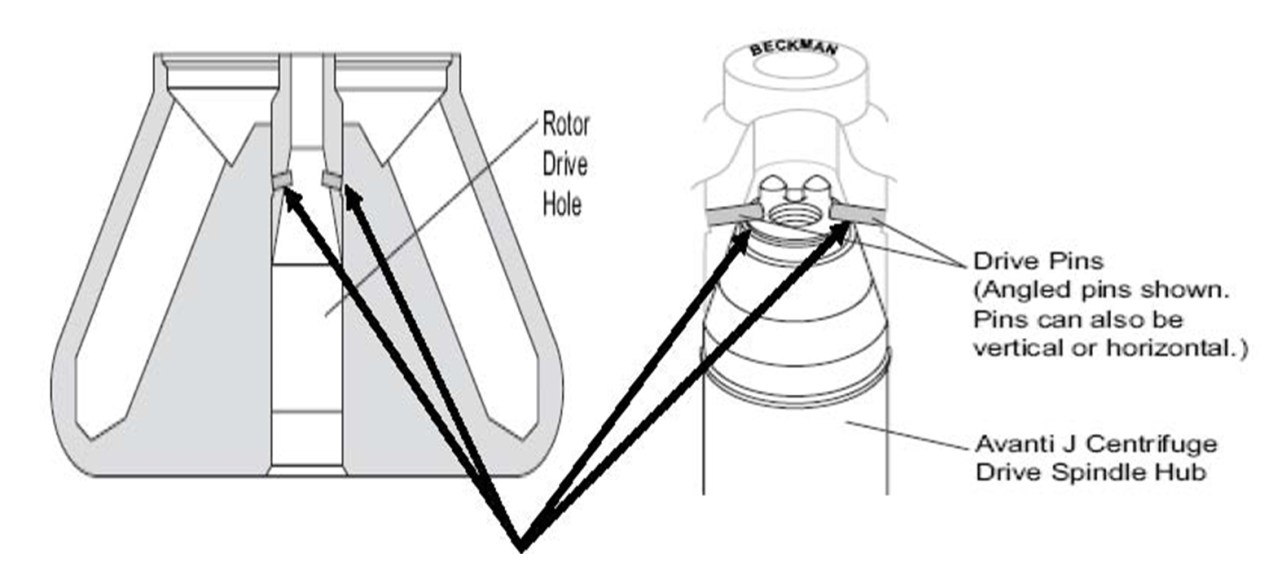 BECKMAN
Rotor
Drive
Hole
Drive Pins
(Angled pins shown.
Pins can also be
vertical or horizontal.)
Avanti J Centrifuge
Drive Spindle Hub